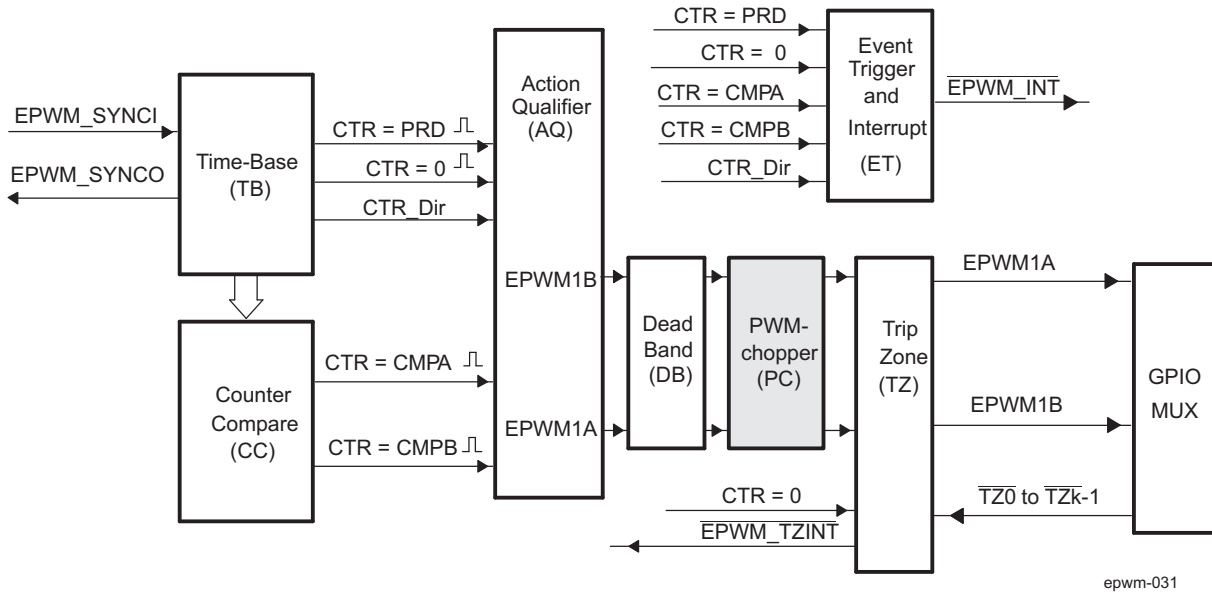 EPWM_SYNCI
EPWM_SYNCO
Time-Base
(TB)
CTR = PRD
CTR = 0
CTR_Dir
Counter
Compare
(CC)
CTR = CMPA
CTR = CMPB
Action
Qualifier
(AQ)
EPWM1B
EPWM1A
CTR = PRD
CTR = 0
CTR = CMPA
CTR = CMPB
CTR_Dir
Event
Trigger
and
Interrupt
(ET)
EPWM_INT
Dead
Band
(DB)
PWM-
chopper
(PC)
CTR = 0
EPWM_TZINT
Trip
Zone
(TZ)
EPWM1A
EPWM1B
TZ0 to TZk-1
GPIO
MUX
epwm-031